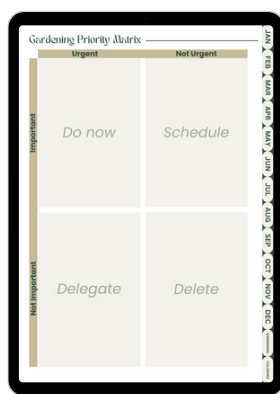 Gardening Priority Matrix
Urgent
Not Urgent
Important
Do now
Schedule
Not Important
Delegate
Delete
JAN
FEB
MAR
APR
MAY
JUN
JUL
AUG
SEP
OCT
NOV
DEC